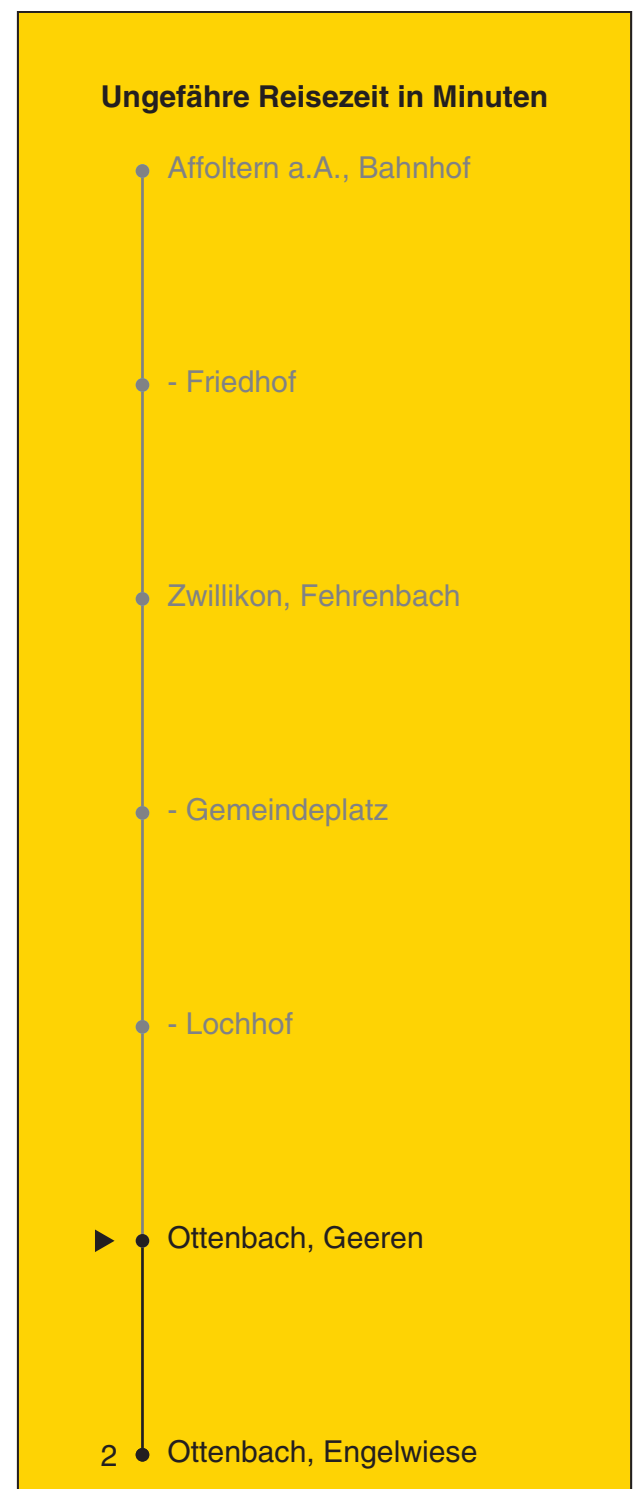 Ungefähre Reisezeit in Minuten
Affoltern a.A., Bahnhof
- Friedhof
Zwillikon, Fehrenbach
- Gemeindeplatz
- Lochhof
Ottenbach, Geeren
2 Ottenbach, Engelwiese